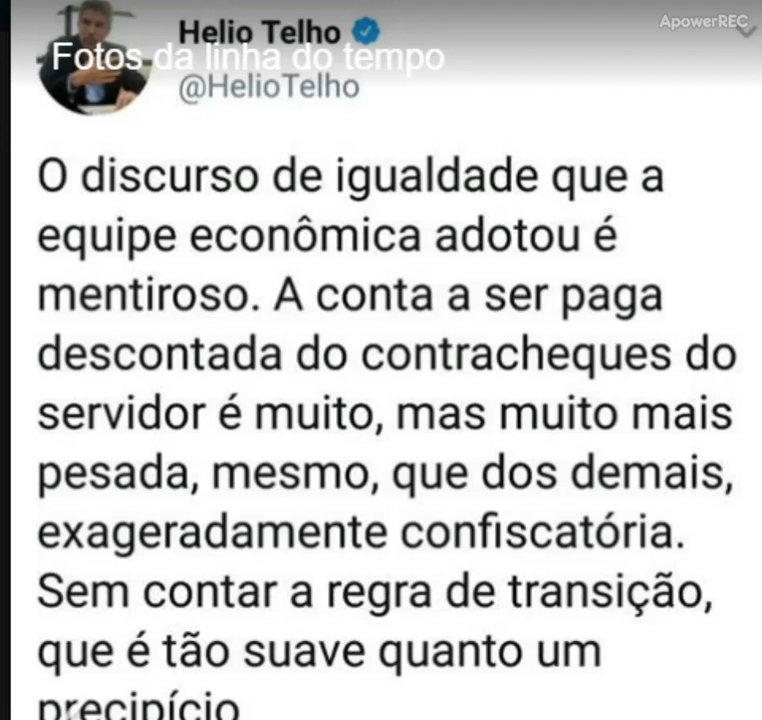 ApowerREC
Helio Telho
Fotos da linha do tempo
@HelioTelho
O discurso de igualdade que a
equipe econômica adotou é
mentiroso. A conta a ser paga
descontada do contracheques do
servidor é muito, mas muito mais
pesada, mesmo, que dos demais,
exageradamente confiscatória.
Sem contar a regra de transição,
que é tão suave quanto um
precipício